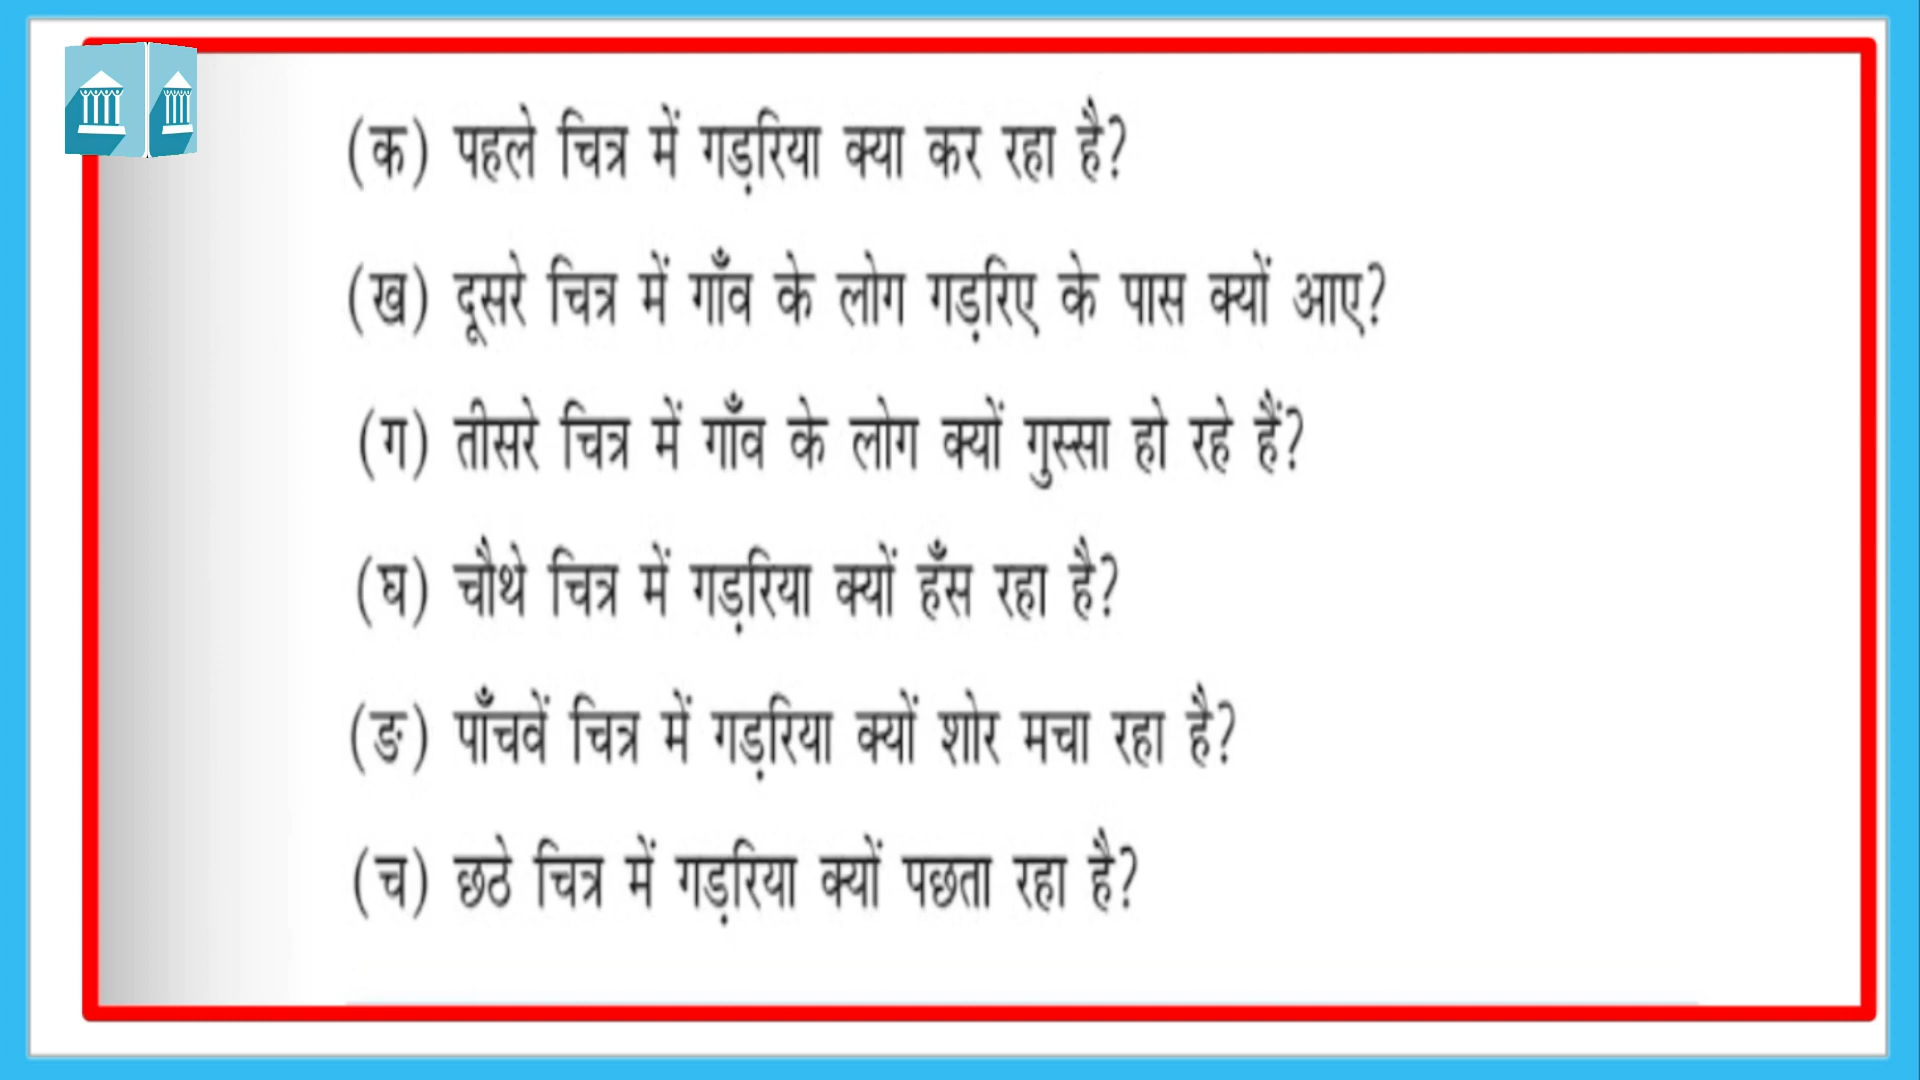 (क) पहले चित्र में गड़रिया क्या कर रहा है?
(ख) दूसरे चित्र में गाँव के लोग गड़रिए के पास क्यों आए?
(ग) तीसरे चित्र में गाँव के लोग क्यों गुस्सा हो रहे हैं?
(घ) चौथे चित्र में गड़रिया क्यों हँस रहा है?
(ङ) पाँचवें चित्र में गड़रिया क्यों शोर मचा रहा है?
(च) छठे चित्र में गड़रिया क्यों पछता रहा है?